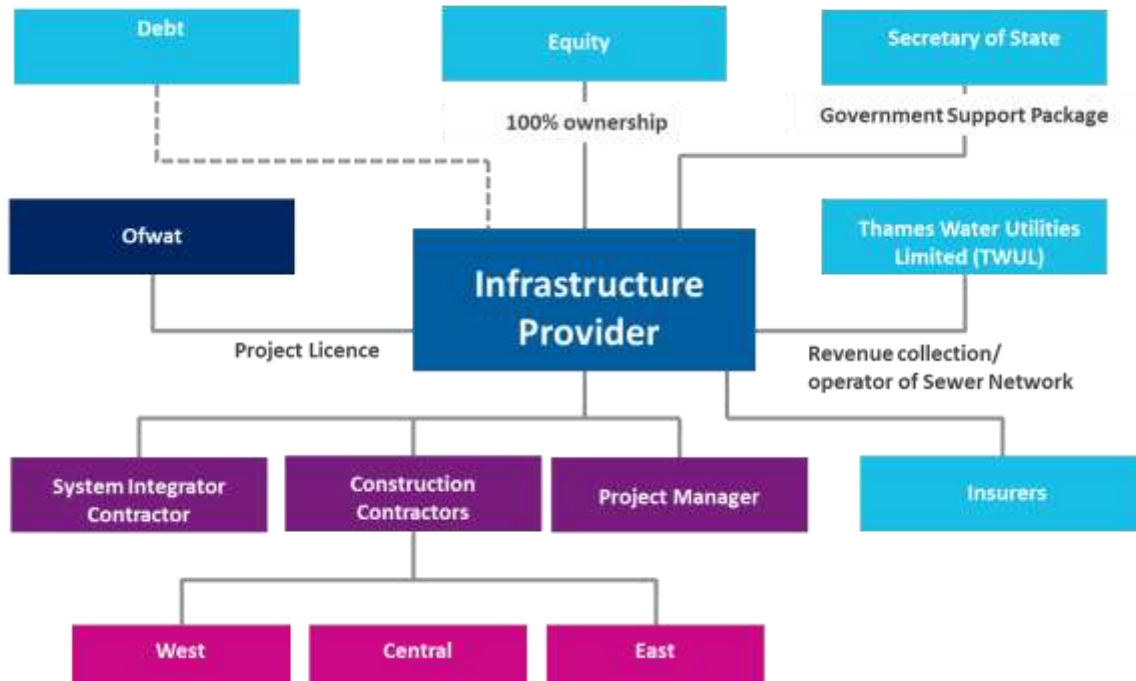 Debt
Equity
Secretary of State
100% ownership
Government Support Package
Ofwat
Thames Water Utilities
Limited (TWUL)
Infrastructure
Provider
Project Licence
Revenue collection/
operator of Sewer Network
System Integrator
Contractor
Construction
Contractors
Project Manager
Insurers
West
Central
East